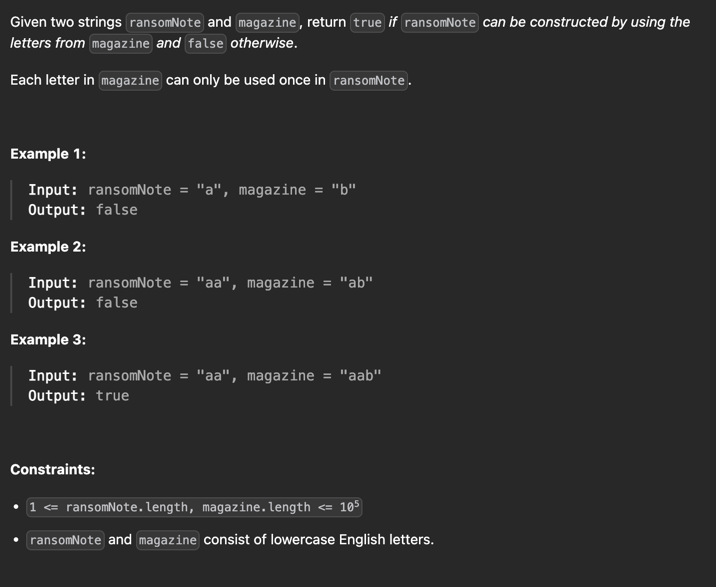 Given two strings ransomNote and magazine, return true if ransomNote can be constructed by using the
letters from magazine and false otherwise.
Each letter in magazine can only be used once in ransomNote.
Example 1:
Input: ransomNote = "a", magazine = "b"
Output: false
Example 2:
Input: ransomNote = "aa", magazine = "ab"
Output: false
Example 3:
Input: ransomNote = "aa", magazine = "aab"
Output: true
Constraints:
• 1 <= ransomNote.length, magazine.length <= 10⁵
• ransomNote and magazine consist of lowercase English letters.